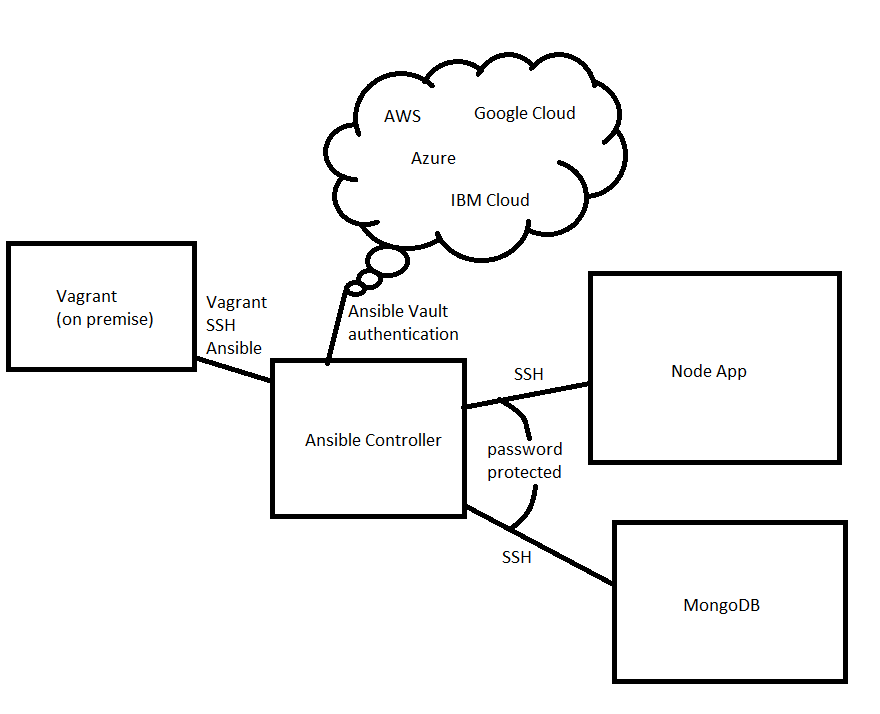 AWS
Google Cloud
Azure
IBM Cloud
Vagrant
(on premise)
Vagrant
SSH
Ansible
Ansible Vault
authentication
Ansible Controller
SSH
Node App
password
protected
SSH
MongoDB